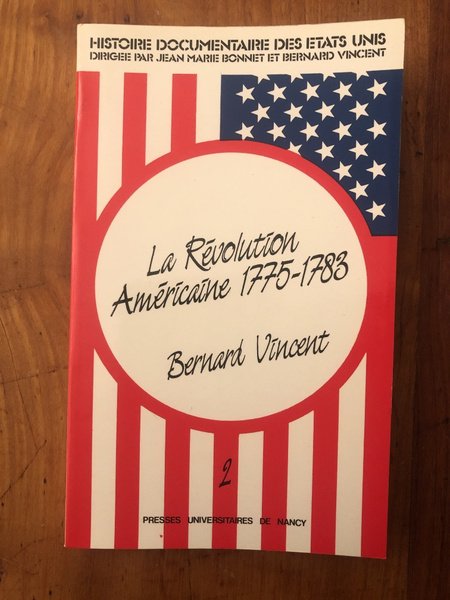 HISTOIRE DOCUMENTAIRE DES ETATS UNIS
DIRIGEE PAR JEAN MARIE BONNET ET BERNARD VINCENT
La Révolution
Américaine 1775-1783
Bernard Vincent
2
PRESSES UNIVERSITAIRES DE NANCY